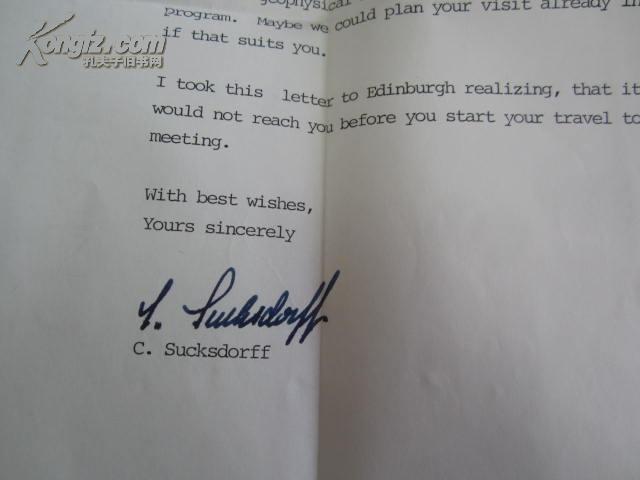 geophysical
program. Maybe we could plan your visit already in
if that suits you.
I took this letter to Edinburgh realizing, that it
would not reach you before you start your travel to
meeting.
With best wishes,
Yours sincerely
C. Sucksdorff
C. Sucksdorff
Kongfz.com
孔夫子旧书网